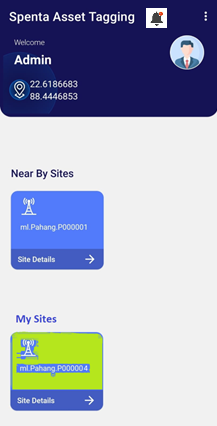 Spenta Asset Tagging
Welcome
Admin
22.6186683
88.4446853
Near By Sites
ml.Pahang.P000001
Site Details
My Sites
ml.Pahang.P000004
Site Details